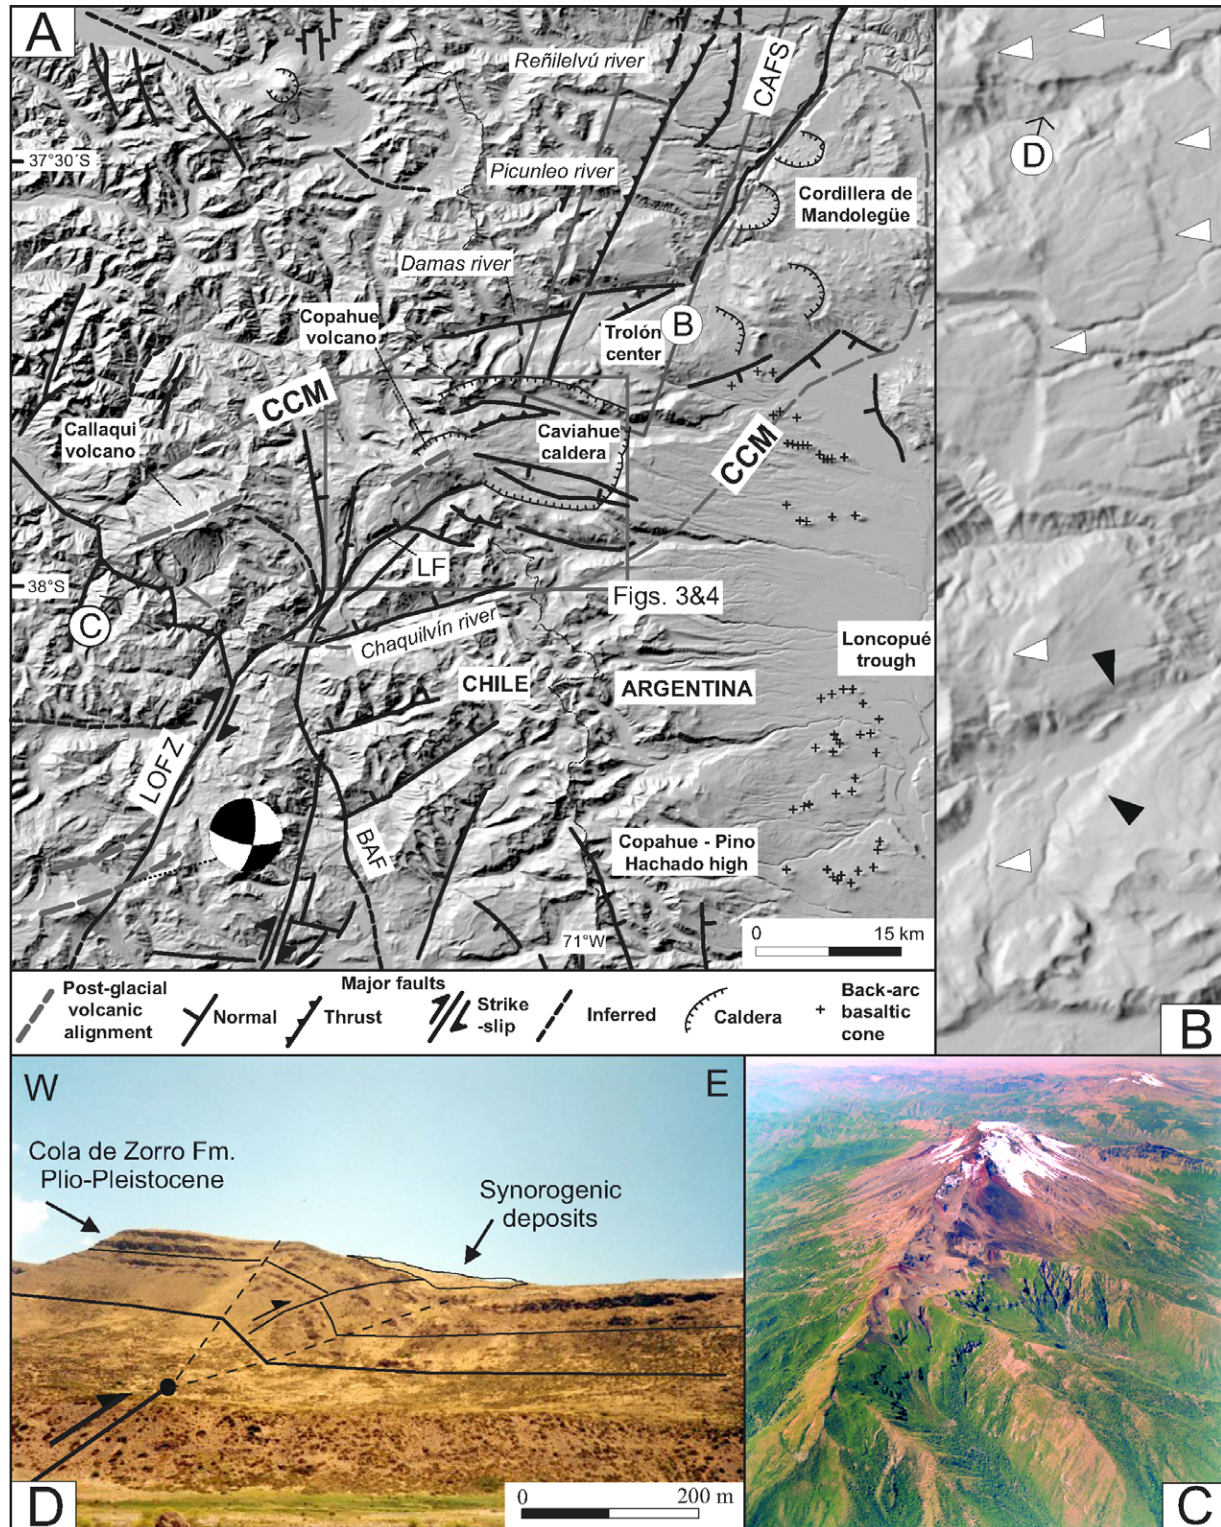 A
Reñilelvú river
CAFS
37°30´S
Picunleo river
Cordillera de
Mandolegüe
Damas river
Copahue
volcano
Trolón
center
B
CCM
Callaqui
volcano
Caviahue
caldera
CCM
LF
38°S
Figs. 3&4
C
Chaquilvín river
Loncopué
trough
CHILE
ARGENTINA
LOFZ
BAF
Copahue - Pino
Hachado high
71°W
0 15 km
D
B
Post-glacial
volcanic
alignment
Major faults
Normal
Thrust
Strike
-slip
Inferred
Caldera
Back-arc
basaltic
cone
W
E
Cola de Zorro Fm.
Plio-Pleistocene
Synorogenic
deposits
D
0 200 m
C